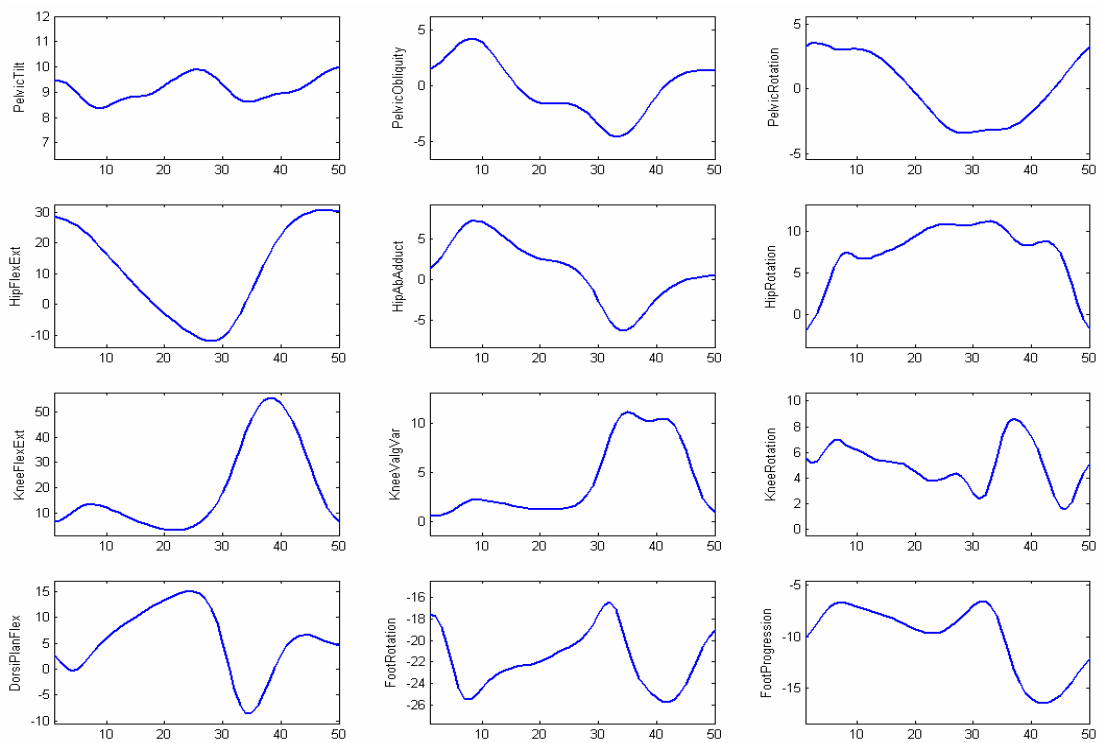 PelvicTilt
12
11
10
9
8
7
10 20 30 40 50
PelvicObliquity
5
0
-5
10 20 30 40 50
PelvicRotation
5
0
-5
10 20 30 40 50
HipFlexExt
30
20
10
0
-10
10 20 30 40 50
HipAbAdduct
5
0
-5
10 20 30 40 50
HipRotation
10
5
0
10 20 30 40 50
KneeFlexExt
50
40
30
20
10
10 20 30 40 50
KneeValgVar
10
5
0
10 20 30 40 50
KneeRotation
10
8
6
4
2
0
10 20 30 40 50
DorsiPlanFlex
15
10
5
0
-5
-10
10 20 30 40 50
FootRotation
-16
-18
-20
-22
-24
-26
10 20 30 40 50
FootProgression
-5
-10
-15
10 20 30 40 50